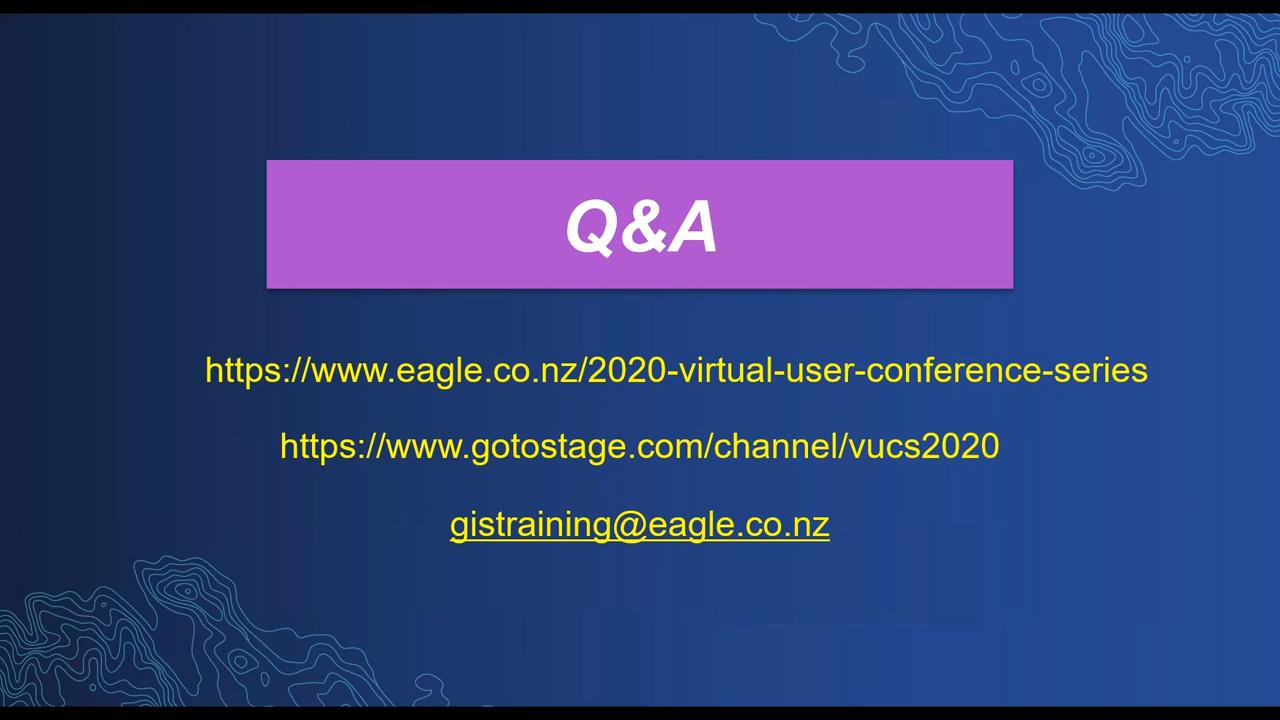 Q&A
https://www.eagle.co.nz/2020-virtual-user-conference-series
https://www.gotostage.com/channel/vucs2020
gistraining@eagle.co.nz